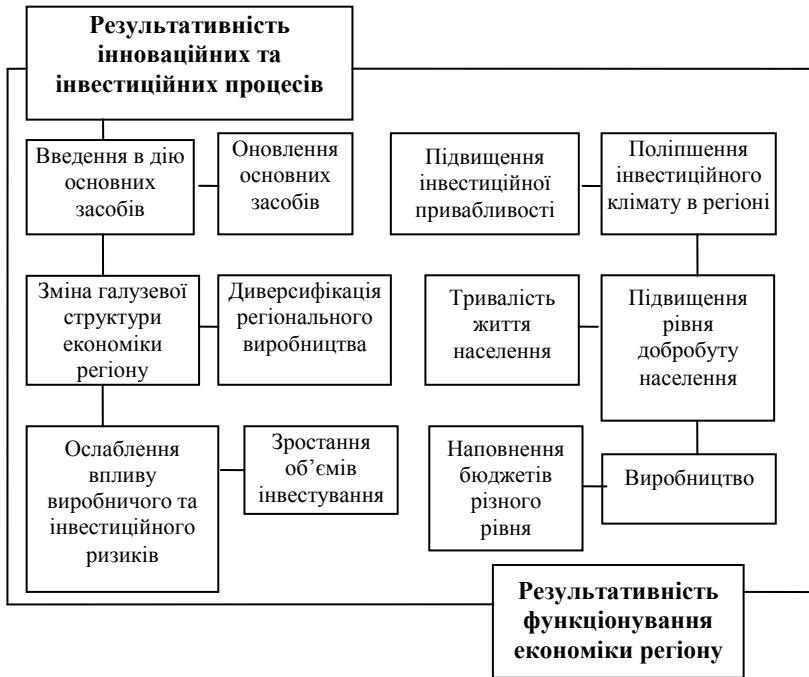 Результативність
інноваційних та
інвестиційних процесів
Введення в дію
основних
засобів
Оновлення
основних
засобів
Підвищення
інвестиційної
привабливості
Поліпшення
інвестиційного
клімату в регіоні
Зміна галузевої
структури
економіки
регіону
Диверсифікація
регіонального
виробництва
Тривалість
життя
населення
Підвищення
рівня
добробуту
населення
Ослаблення
впливу
виробничого та
інвестиційного
ризиків
Зростання
об’ємів
інвестування
Наповнення
бюджетів
різного
рівня
Виробництво
Результативність
функціонування
економіки регіону